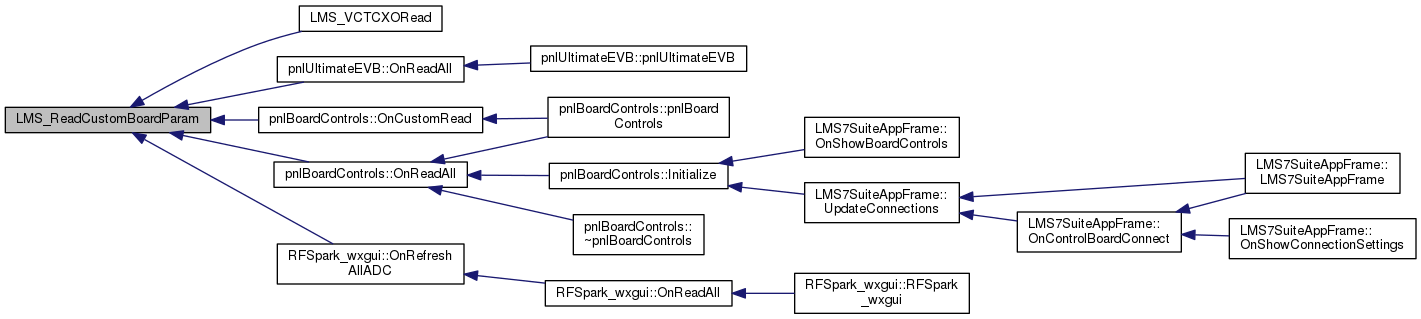 LMS_VCTCXORead
pnlUltimateEVB::OnReadAll
pnlUltimateEVB::pnlUltimateEVB
LMS_ReadCustomBoardParam
pnlBoardControls::OnCustomRead
pnlBoardControls::pnlBoard
Controls
pnlBoardControls::OnReadAll
pnlBoardControls::Initialize
LMS7SuiteAppFrame::
OnShowBoardControls
LMS7SuiteAppFrame::
UpdateConnections
LMS7SuiteAppFrame::
LMS7SuiteAppFrame
LMS7SuiteAppFrame::
OnControlBoardConnect
LMS7SuiteAppFrame::
OnShowConnectionSettings
pnlBoardControls::
~pnlBoardControls
RFSpark_wxgui::OnRefresh
AllADC
RFSpark_wxgui::OnReadAll
RFSpark_wxgui::RFSpark
_wxgui